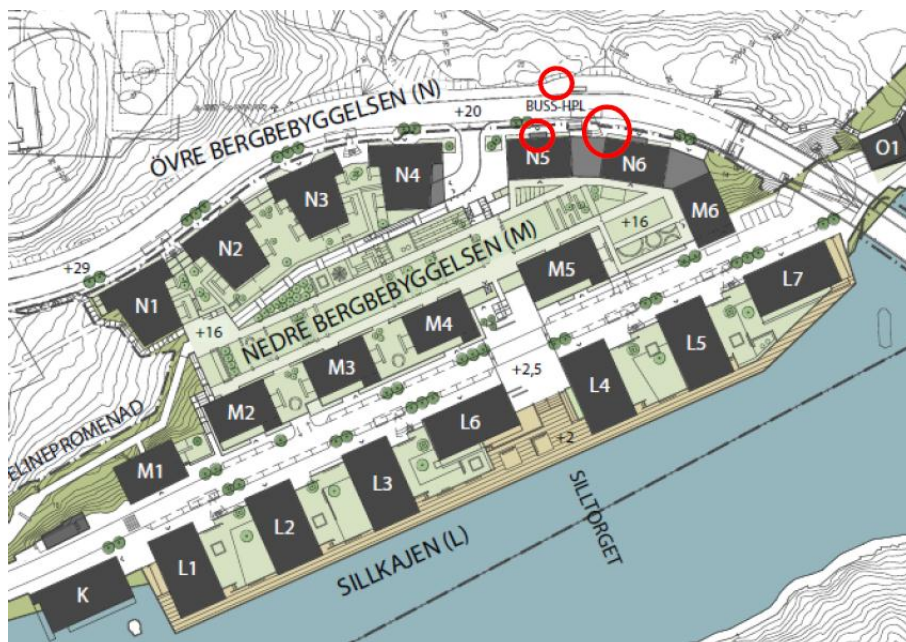 ÖVRE BERGBEBYGGELSEN (N)
+20
BUSS-HPL
O1
N5
N6
N4
N3
N2
M6
+16
+29
N1
M5
L7
NEDRE BERGBEBYGGELSEN (M)
+16
M4
M3
+2,5
L5
L4
M2
L6
+2
ELINEPROMENAD
M1
L3
SILLTORGET
L2
SILLKAJEN (L)
L1
K